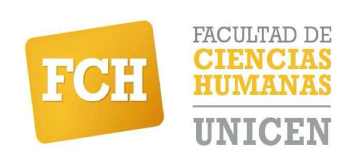 FCH
FACULTAD DE
CIENCIAS
HUMANAS
UNICEN